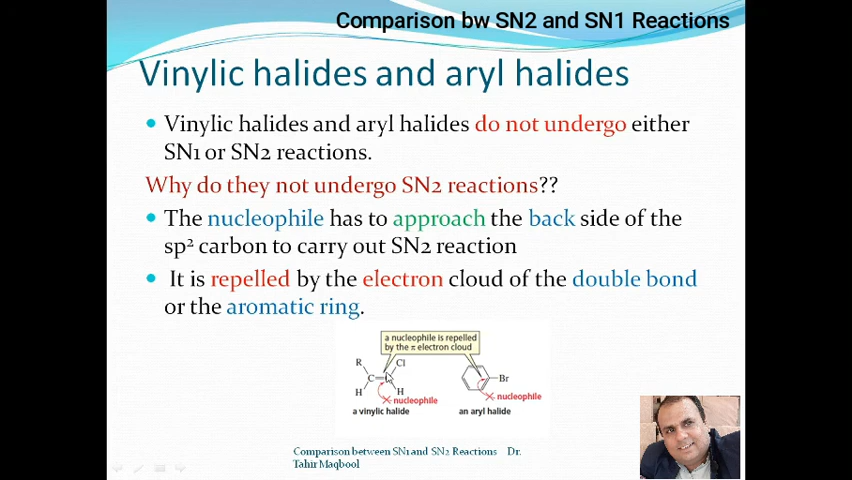 Comparison bw SN2 and SN1 Reactions
Vinylic halides and aryl halides
Vinylic halides and aryl halides do not undergo either
SN1 or SN2 reactions.
Why do they not undergo SN2 reactions??
The nucleophile has to approach the back side of the
sp² carbon to carry out SN2 reaction
It is repelled by the electron cloud of the double bond
or the aromatic ring.
a nucleophile is repelled
by the π electron cloud
R Cl
C=C Br
H H
nucleophile nucleophile
a vinylic halide an aryl halide
Comparison between SN1 and SN2 Reactions Dr.
Tahir Maqbool